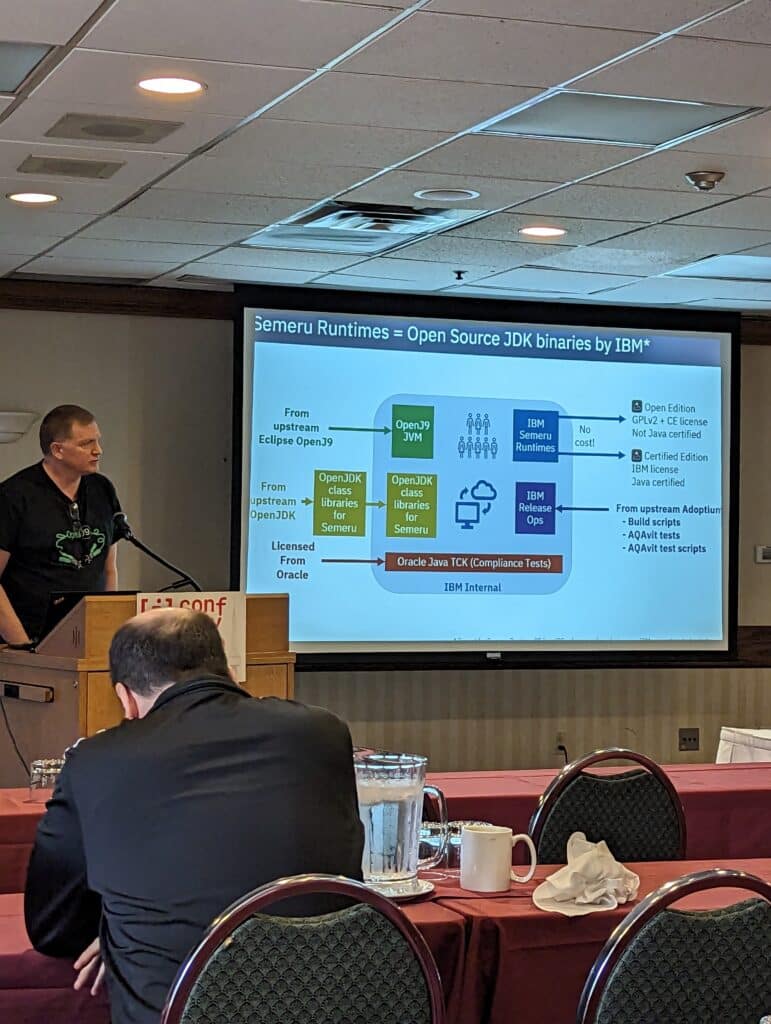 Semeru Runtimes = Open Source JDK binaries by IBM*
From
upstream
Eclipse OpenJ9
OpenJ9
JVM
IBM
Semeru
Runtimes
No
cost!
Open Edition
GPLv2 + CE license
Not Java certified
Certified Edition
IBM license
Java certified
From
upstream
OpenJDK
OpenJDK
class
libraries
for
Semeru
OpenJDK
class
libraries
for
Semeru
IBM
Release
Ops
From upstream Adoptium
- Build scripts
- AQAvit tests
- AQAvit test scripts
Licensed
From
Oracle
Oracle Java TCK (Compliance Tests)
IBM Internal
OpenJ9
[·] conf